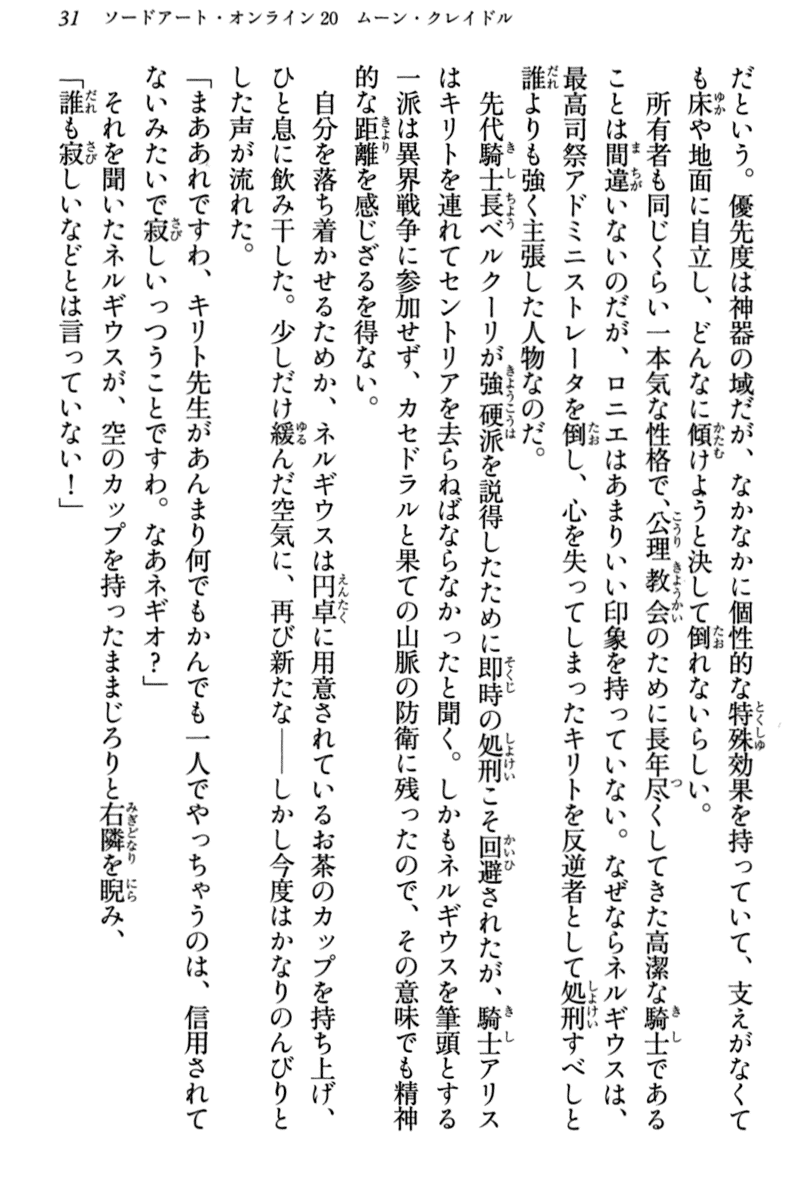 31 ソードアート・オンライン20 ムーン・クレイドル
だという。優先度は神器の域だが、なかなかに個性的な特殊効果を持っていて、支えがなくて
も床や地面に自立し、どんなに傾けようと決して倒れないらしい。
所有者も同じくらい一本気な性格で、公理教会のために長年尽くしてきた高潔な騎士である
ことは間違いないのだが、ロニエはあまりいい印象を持っていない。なぜならネルギウスは、
最高司祭アドミニストレータを倒し、心を失ってしまったキリトを反逆者として処刑すべしと
誰よりも強く主張した人物なのだ。
先代騎士長ベルクーリが強硬派を説得したために即時の処刑こそ回避されたが、騎士アリス
はキリトを連れてセントリアを去らねばならなかったと聞く。しかもネルギウスを筆頭とする
一派は異界戦争に参加せず、カセドラルと果ての山脈の防衛に残ったので、その意味でも精神
的な距離を感じざるを得ない。
自分を落ち着かせるためか、ネルギウスは円卓に用意されているお茶のカップを持ち上げ、
ひと息に飲み干した。少しだけ緩んだ空気に、再び新たな――しかし今度はかなりのんびりと
した声が流れた。
「まああれですわ、キリト先生があんまり何でもかんでも一人でやっちゃうのは、信用されて
ないみたいで寂しいっつうことですわ。なあネギオ？」
それを聞いたネルギウスが、空のカップを持ったままじろりと右隣を睨み、
「誰も寂しいなどとは言っていない！」